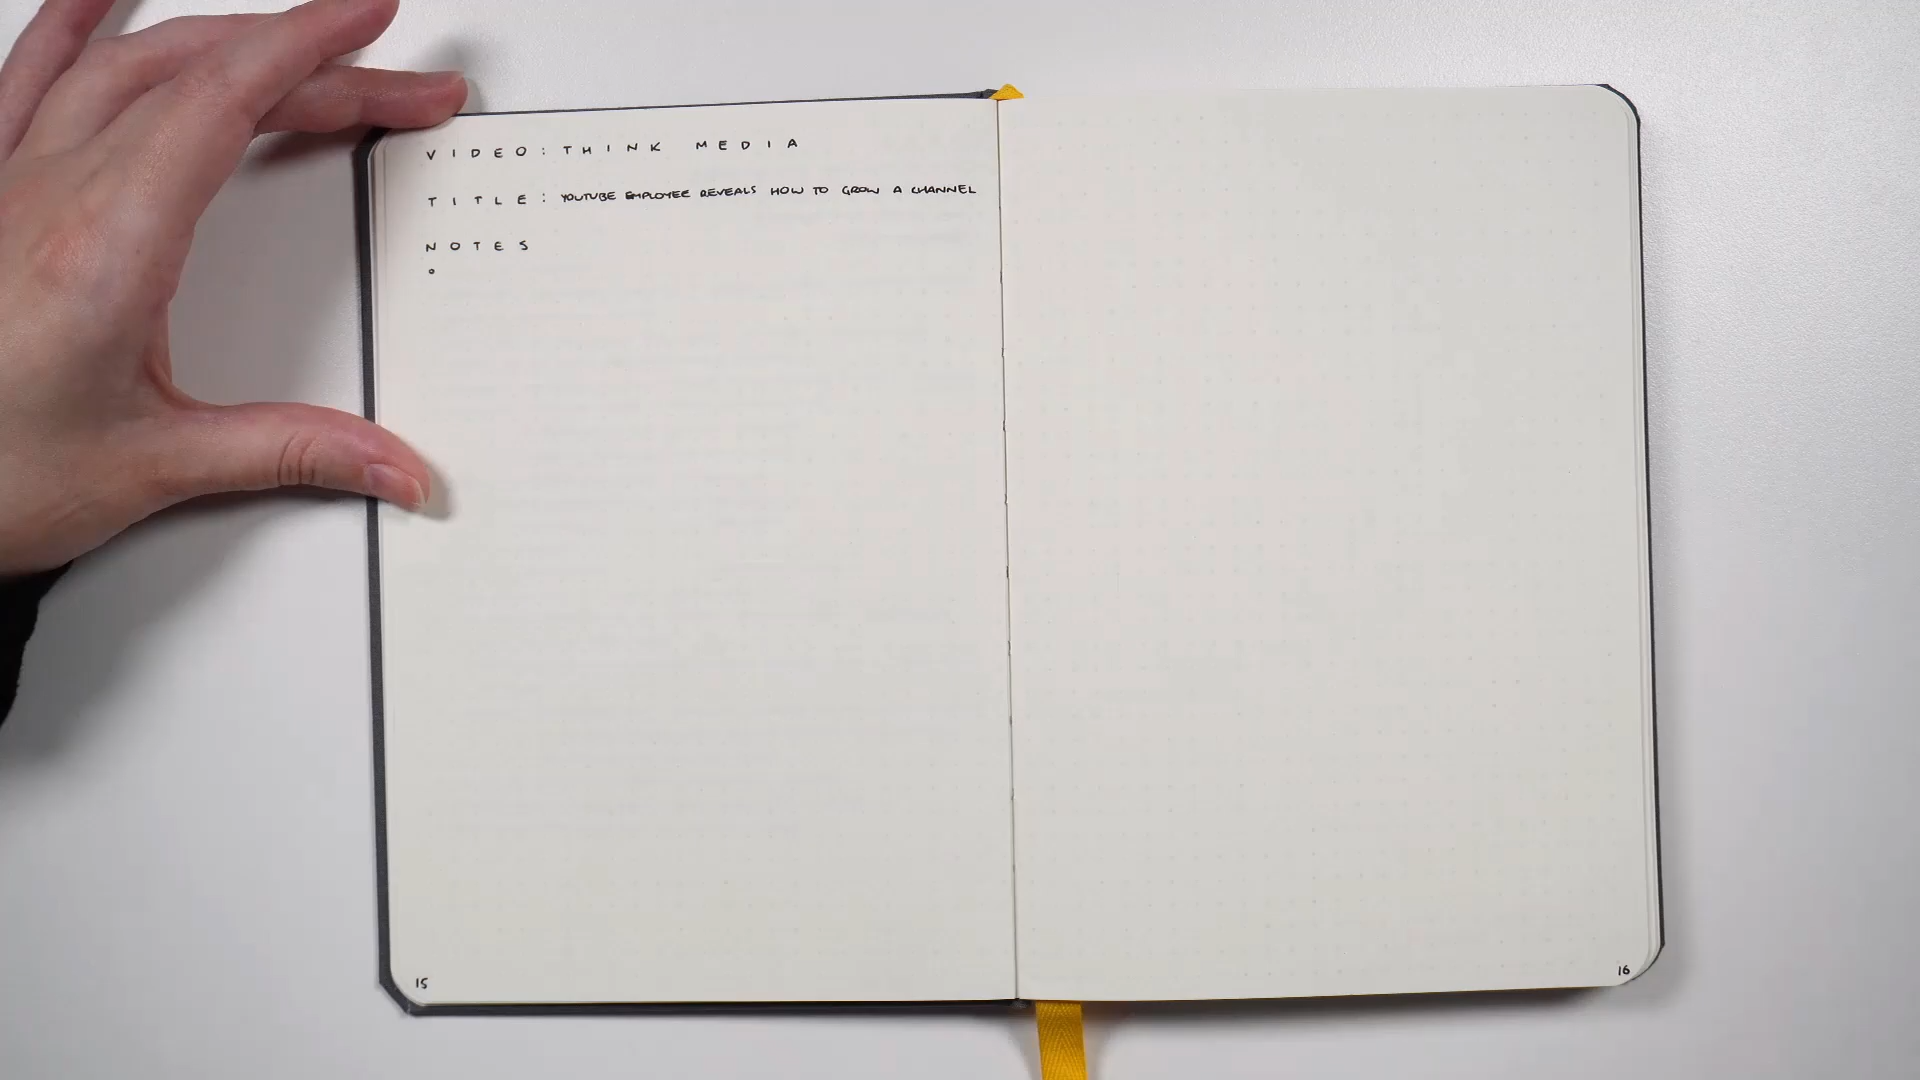 VIDEO: THINK MEDIA
TITLE: YOUTUBE EMPLOYEE REVEALS HOW TO GROW A CHANNEL
NOTES
15
16